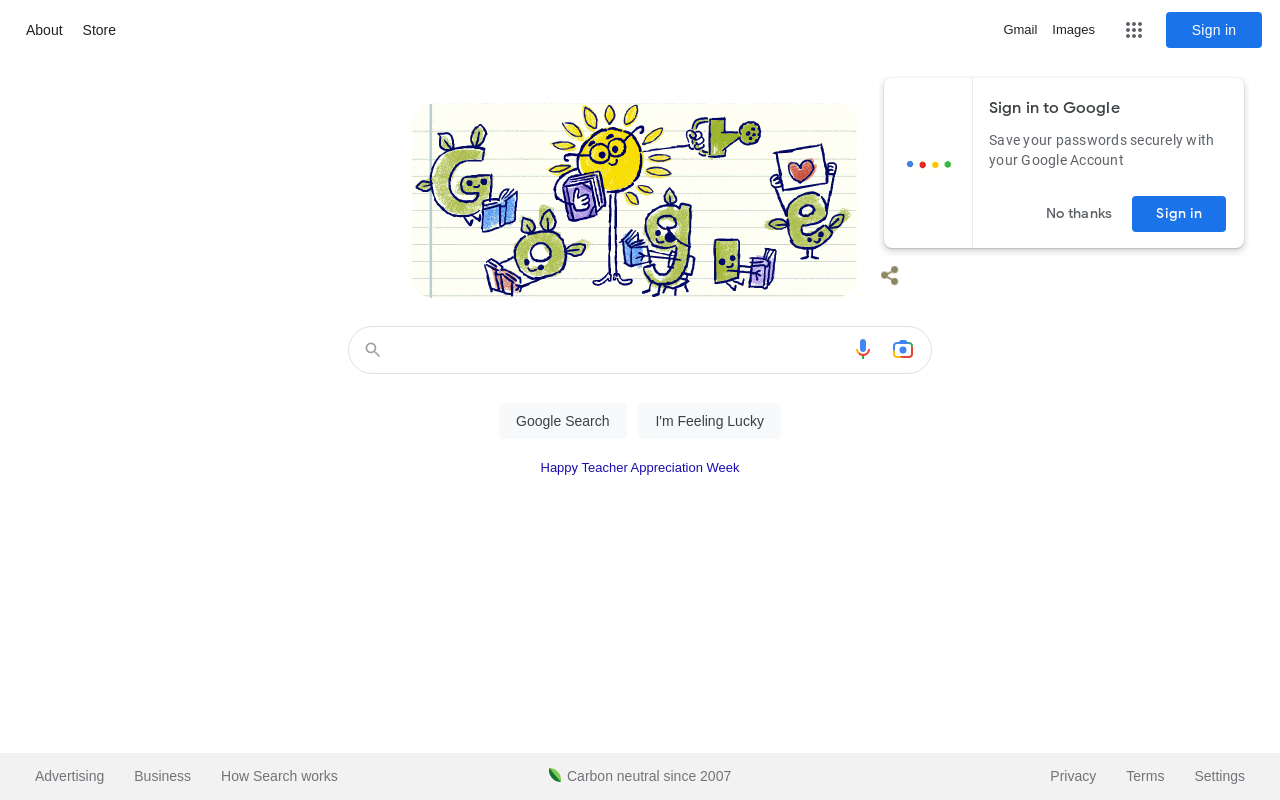 About
Store
Gmail
Images
Sign in
Sign in to Google
Save your passwords securely with
your Google Account
No thanks
Sign in
Google Search
I'm Feeling Lucky
Happy Teacher Appreciation Week
Advertising
Business
How Search works
Carbon neutral since 2007
Privacy
Terms
Settings